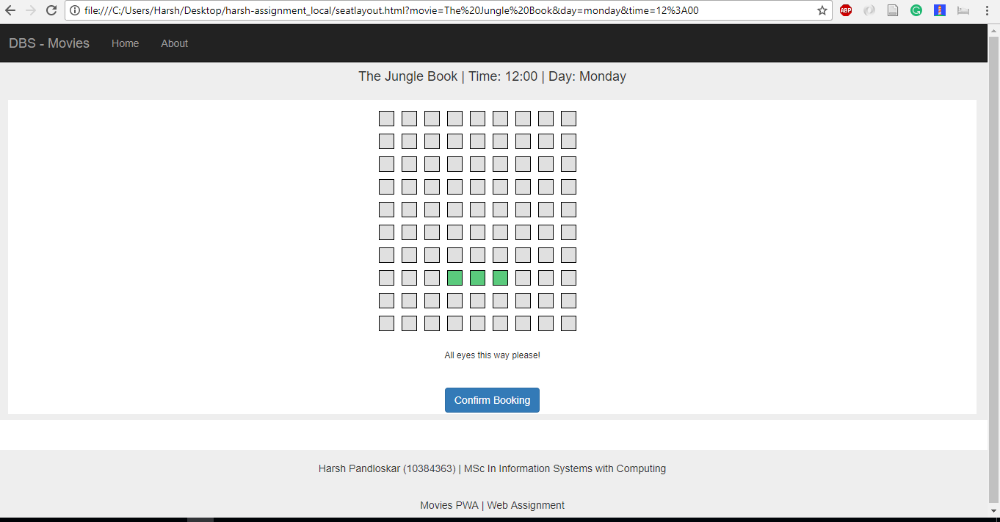 file:///C:/Users/Harsh/Desktop/harsh-assignment_local/seatlayout.html?movie=The%20Jungle%20Book&day=monday&time=12%3A00
ABP
DBS - Movies Home About
The Jungle Book | Time: 12:00 | Day: Monday
All eyes this way please!
Confirm Booking
Harsh Pandloskar (10384363) | MSc In Information Systems with Computing
Movies PWA | Web Assignment